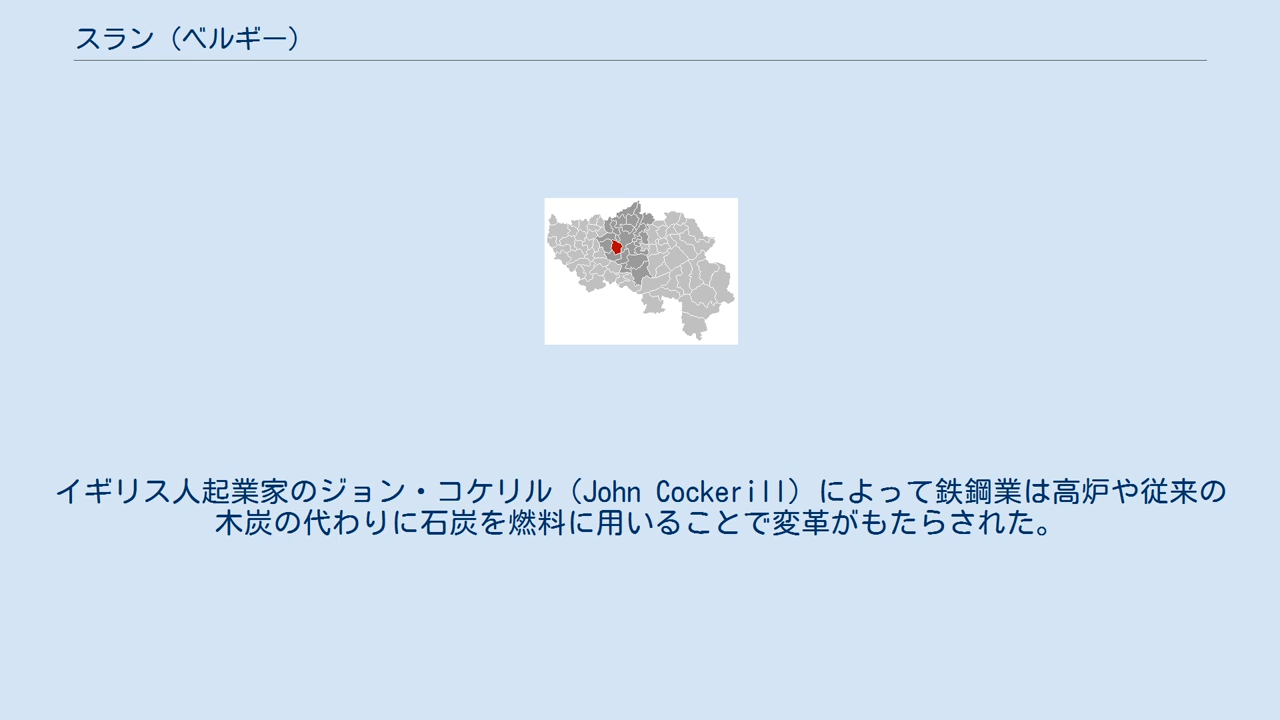 スラン（ベルギー）
イギリス人起業家のジョン・コケリル（John Cockerill）によって鉄鋼業は高炉や従来の
木炭の代わりに石炭を燃料に用いることで変革がもたらされた。